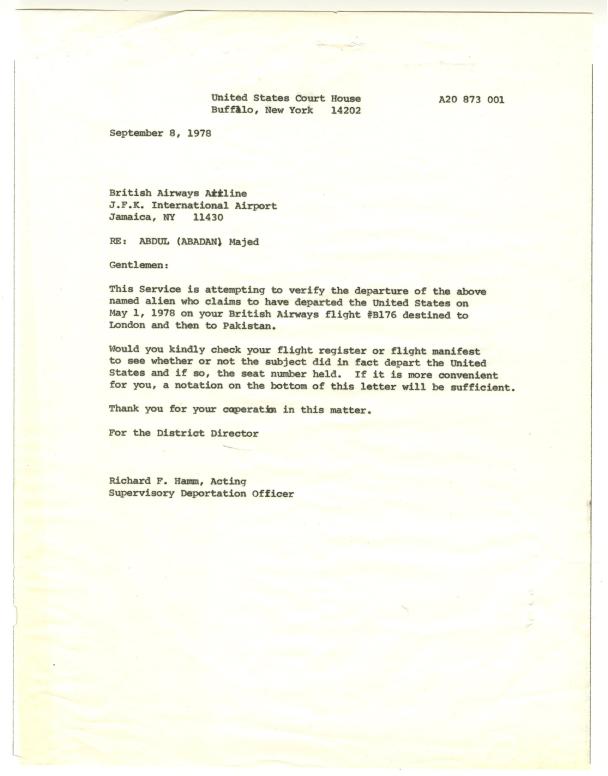 United States Court House A20 873 001
Buffalo, New York 14202
September 8, 1978
British Airways Airline
J.F.K. International Airport
Jamaica, NY 11430
RE: ABDUL (ABADAN) Majed
Gentlemen:
This Service is attempting to verify the departure of the above
named alien who claims to have departed the United States on
May 1, 1978 on your British Airways flight #B176 destined to
London and then to Pakistan.
Would you kindly check your flight register or flight manifest
to see whether or not the subject did in fact depart the United
States and if so, the seat number held. If it is more convenient
for you, a notation on the bottom of this letter will be sufficient.
Thank you for your cooperation in this matter.
For the District Director
Richard F. Hamm, Acting
Supervisory Deportation Officer